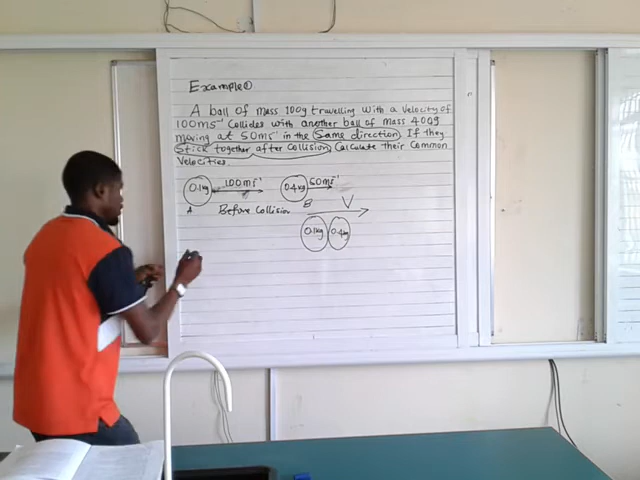 Example①
A ball of mass 100g travelling with a velocity of
100ms⁻¹ Collides with another ball of mass 400g
moving at 50ms⁻¹ in the Same direction. If they
Stick together after Collision, Calculate their Common
Velocities.
0.1kg 100ms⁻¹ 0.4kg 50ms⁻¹
A Before Collision B V
0.1kg 0.4kg